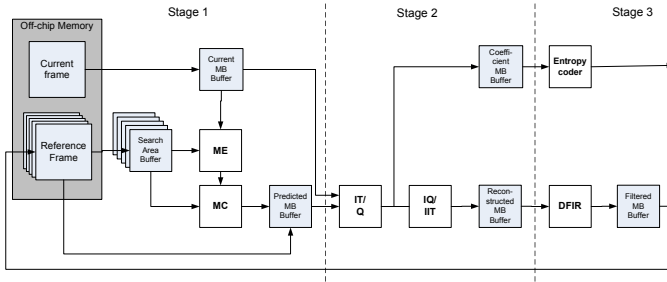 Stage 1
Stage 2
Stage 3
Off-chip Memory
Current
frame
Current
MB
Buffer
Coeffi-
cient
MB
Buffer
Entropy
coder
Reference
Frame
Search
Area
Buffer
ME
MC
Predicted
MB
Buffer
IT/
Q
IQ/
IIT
Recon-
structed
MB
Buffer
DFIR
Filtered
MB
Buffer